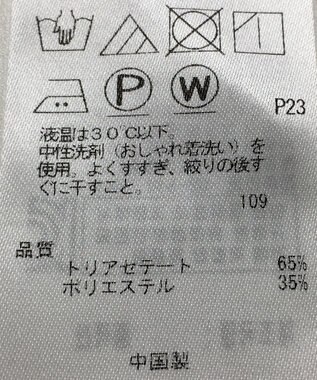 P W
P23
液温は30℃以下。
中性洗剤（おしゃれ着洗い）を
使用。よくすすぎ、絞りの後す
ぐに干すこと。
109
品質
トリアセテート 65%
ポリエステル 35%
中国製